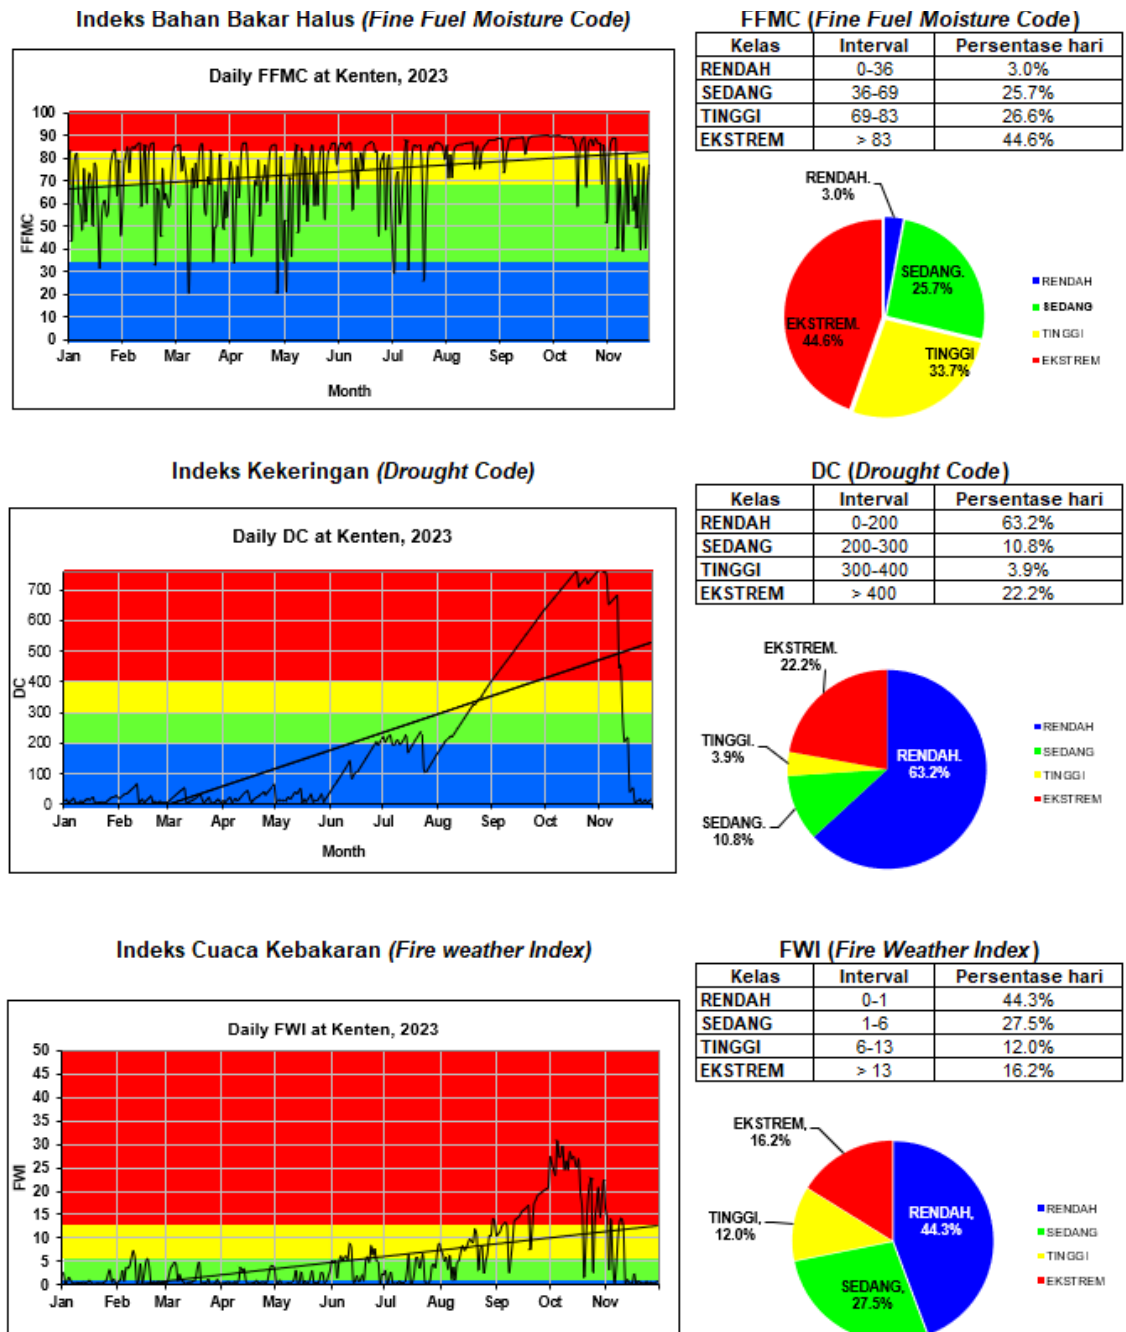 Indeks Bahan Bakar Halus (Fine Fuel Moisture Code)
Daily FFMC at Kenten, 2023
100
90
80
70
60
50
40
30
20
10
0
FFMC
Jan Feb Mar Apr May Jun Jul Aug Sep Oct Nov
Month
FFMC (Fine Fuel Moisture Code)
Kelas Interval Persentase hari
RENDAH 0-36 3.0%
SEDANG 36-69 25.7%
TINGGI 69-83 26.6%
EKSTREM > 83 44.6%
RENDAH.
3.0%
SEDANG.
25.7%
EKSTREM.
44.6%
TINGGI
33.7%
RENDAH
SEDANG
TINGGI
EKSTREM
Indeks Kekeringan (Drought Code)
Daily DC at Kenten, 2023
700
600
500
400
300
200
100
0
DC
Jan Feb Mar Apr May Jun Jul Aug Sep Oct Nov
Month
DC (Drought Code)
Kelas Interval Persentase hari
RENDAH 0-200 63.2%
SEDANG 200-300 10.8%
TINGGI 300-400 3.9%
EKSTREM > 400 22.2%
EKSTREM.
22.2%
TINGGI.
3.9%
RENDAH.
63.2%
SEDANG.
10.8%
RENDAH
SEDANG
TINGGI
EKSTREM
Indeks Cuaca Kebakaran (Fire weather Index)
Daily FWI at Kenten, 2023
50
45
40
35
30
25
20
15
10
5
0
FWI
Jan Feb Mar Apr May Jun Jul Aug Sep Oct Nov
FWI (Fire Weather Index)
Kelas Interval Persentase hari
RENDAH 0-1 44.3%
SEDANG 1-6 27.5%
TINGGI 6-13 12.0%
EKSTREM > 13 16.2%
EKSTREM,
16.2%
TINGGI,
12.0%
RENDAH,
44.3%
SEDANG,
27.5%
RENDAH
SEDANG
TINGGI
EKSTREM